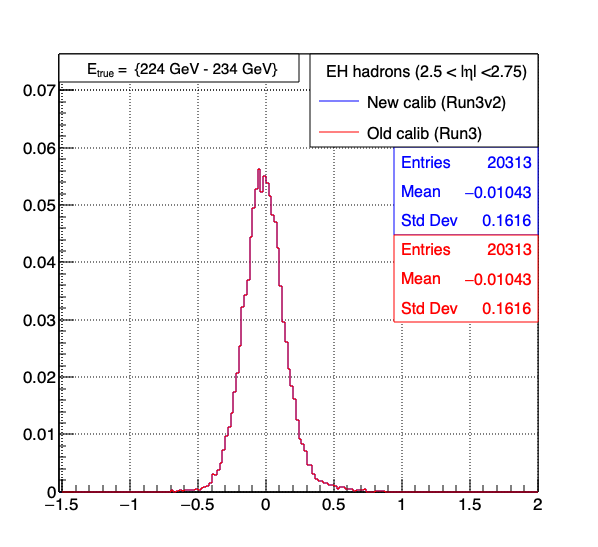 E_true = {224 GeV - 234 GeV}
EH hadrons (2.5 < |η| <2.75)
New calib (Run3v2)
Old calib (Run3)
Entries 20313
Mean −0.01043
Std Dev 0.1616
Entries 20313
Mean −0.01043
Std Dev 0.1616
0.07
0.06
0.05
0.04
0.03
0.02
0.01
0
−1.5 −1 −0.5 0 0.5 1 1.5 2